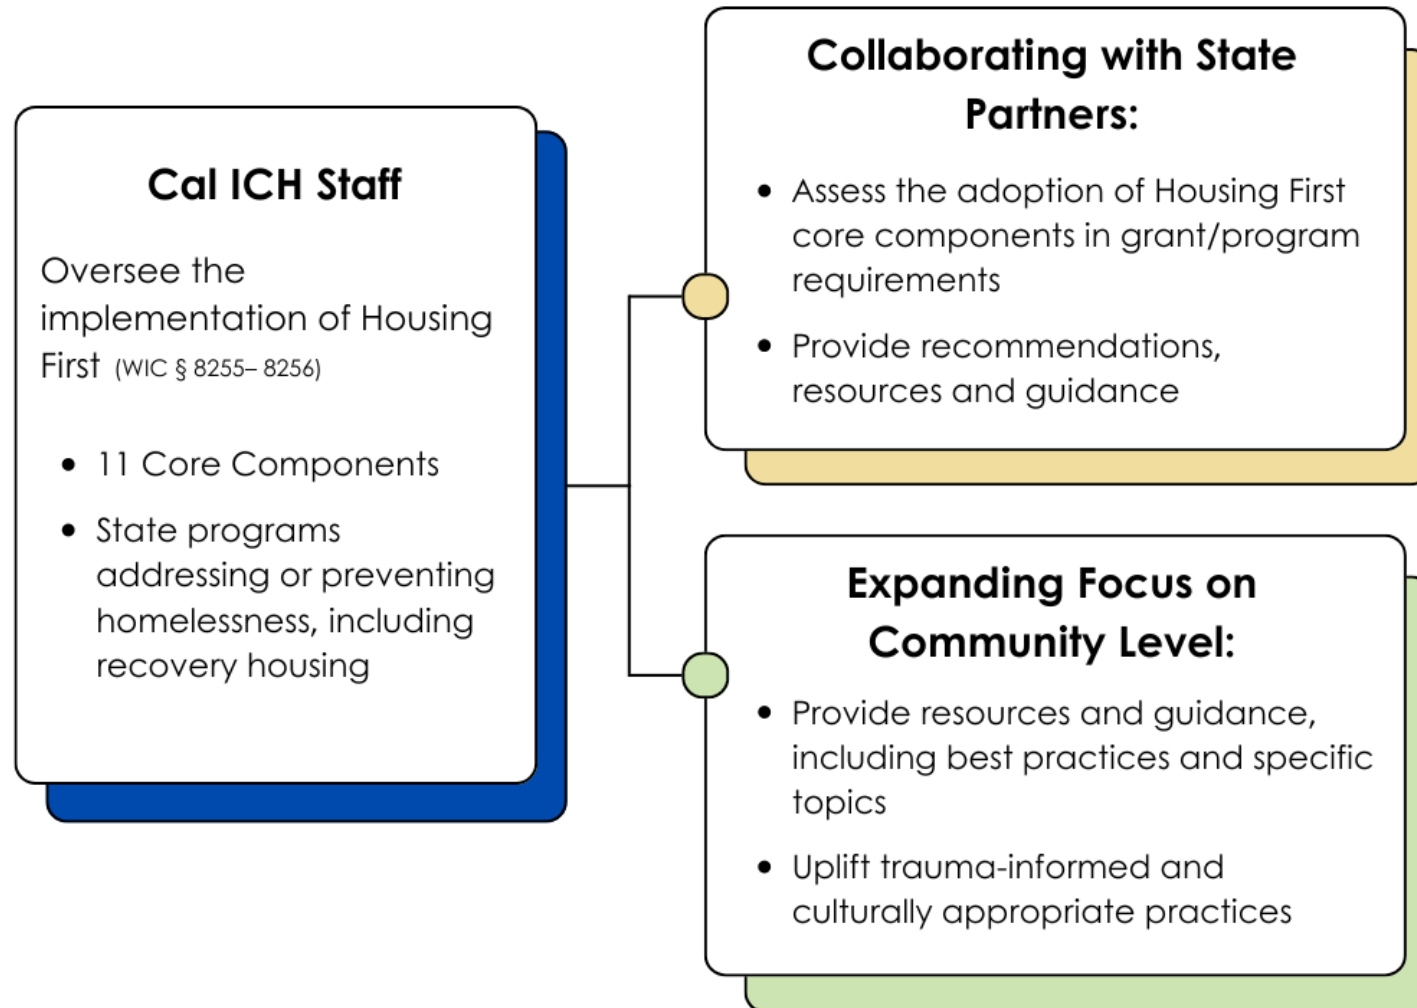 Cal ICH Staff
Oversee the
implementation of Housing
First (WIC § 8255– 8256)
• 11 Core Components
• State programs
addressing or preventing
homelessness, including
recovery housing
Collaborating with State
Partners:
• Assess the adoption of Housing First
core components in grant/program
requirements
• Provide recommendations,
resources and guidance
Expanding Focus on
Community Level:
• Provide resources and guidance,
including best practices and specific
topics
• Uplift trauma-informed and
culturally appropriate practices